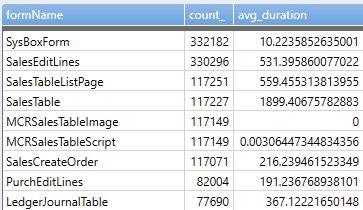 formName count_ avg_duration
SysBoxForm 332182 10.2235852635001
SalesEditLines 330296 531.395860077022
SalesTableListPage 117251 559.455313813955
SalesTable 117227 1899.40675782883
MCRSalesTableImage 117149 0
MCRSalesTableScript 117149 0.00306447344834356
SalesCreateOrder 117071 216.239461523349
PurchEditLines 82004 191.236768938101
LedgerJournalTable 77690 367.12221650148